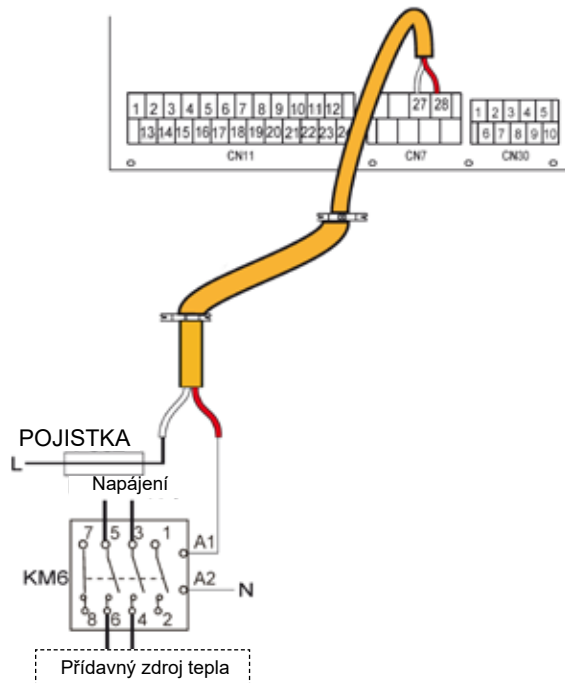 27 28
1 2 3 4 5 6 7 8 9 10 11 12
1 2 3 4 5
13 14 15 16 17 18 19 20 21 22 23 24
6 7 8 9 10
CN11
CN7
CN30
POJISTKA
L
Napájení
7 5 3 1
A1
KM6
A2
N
8 6 4 2
Přídavný zdroj tepla